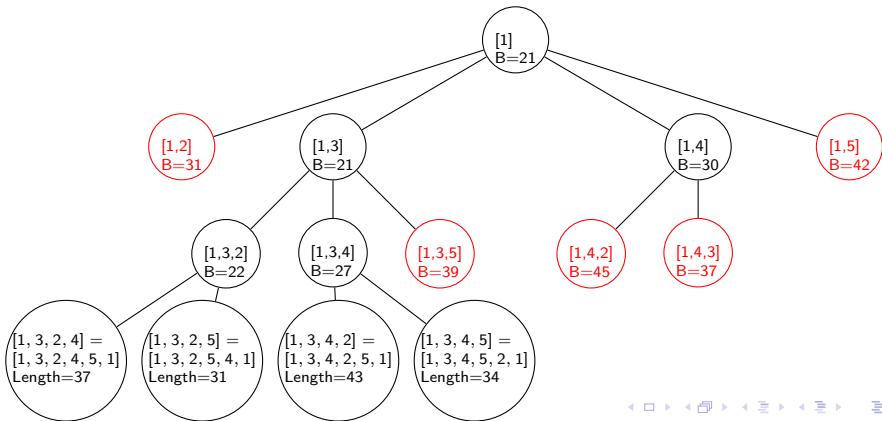 [1]
B=21
[1,2]
B=31
[1,3]
B=21
[1,4]
B=30
[1,5]
B=42
[1,3,2]
B=22
[1,3,4]
B=27
[1,3,5]
B=39
[1,4,2]
B=45
[1,4,3]
B=37
[1, 3, 2, 4] =
[1, 3, 2, 4, 5, 1]
Length=37
[1, 3, 2, 5] =
[1, 3, 2, 5, 4, 1]
Length=31
[1, 3, 4, 2] =
[1, 3, 4, 2, 5, 1]
Length=43
[1, 3, 4, 5] =
[1, 3, 4, 5, 2, 1]
Length=34